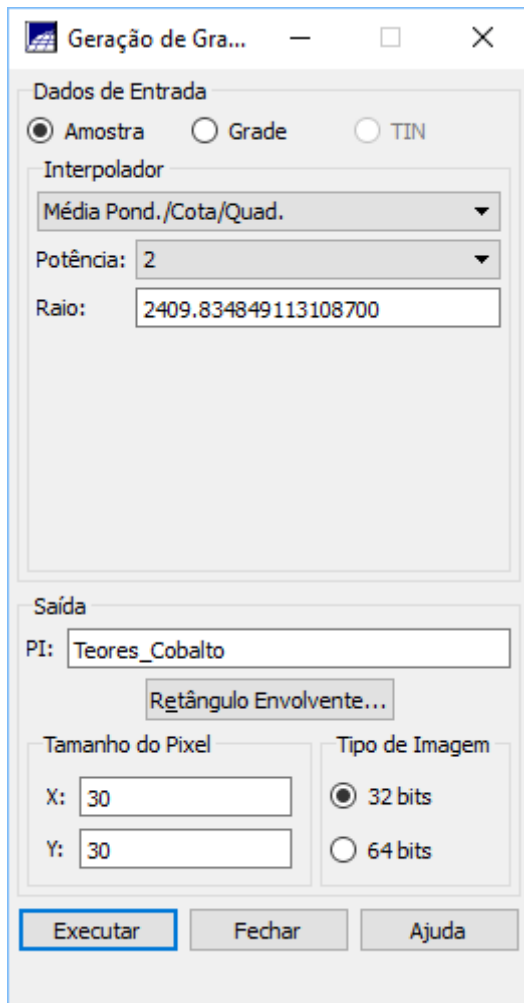 Geração de Gra...
Dados de Entrada
Amostra Grade TIN
Interpolador
Média Pond./Cota/Quad.
Potência: 2
Raio: 2409.834849113108700
Saída
PI: Teores_Cobalto
Retângulo Envolvente...
Tamanho do Pixel Tipo de Imagem
X: 30 32 bits
Y: 30 64 bits
Executar Fechar Ajuda